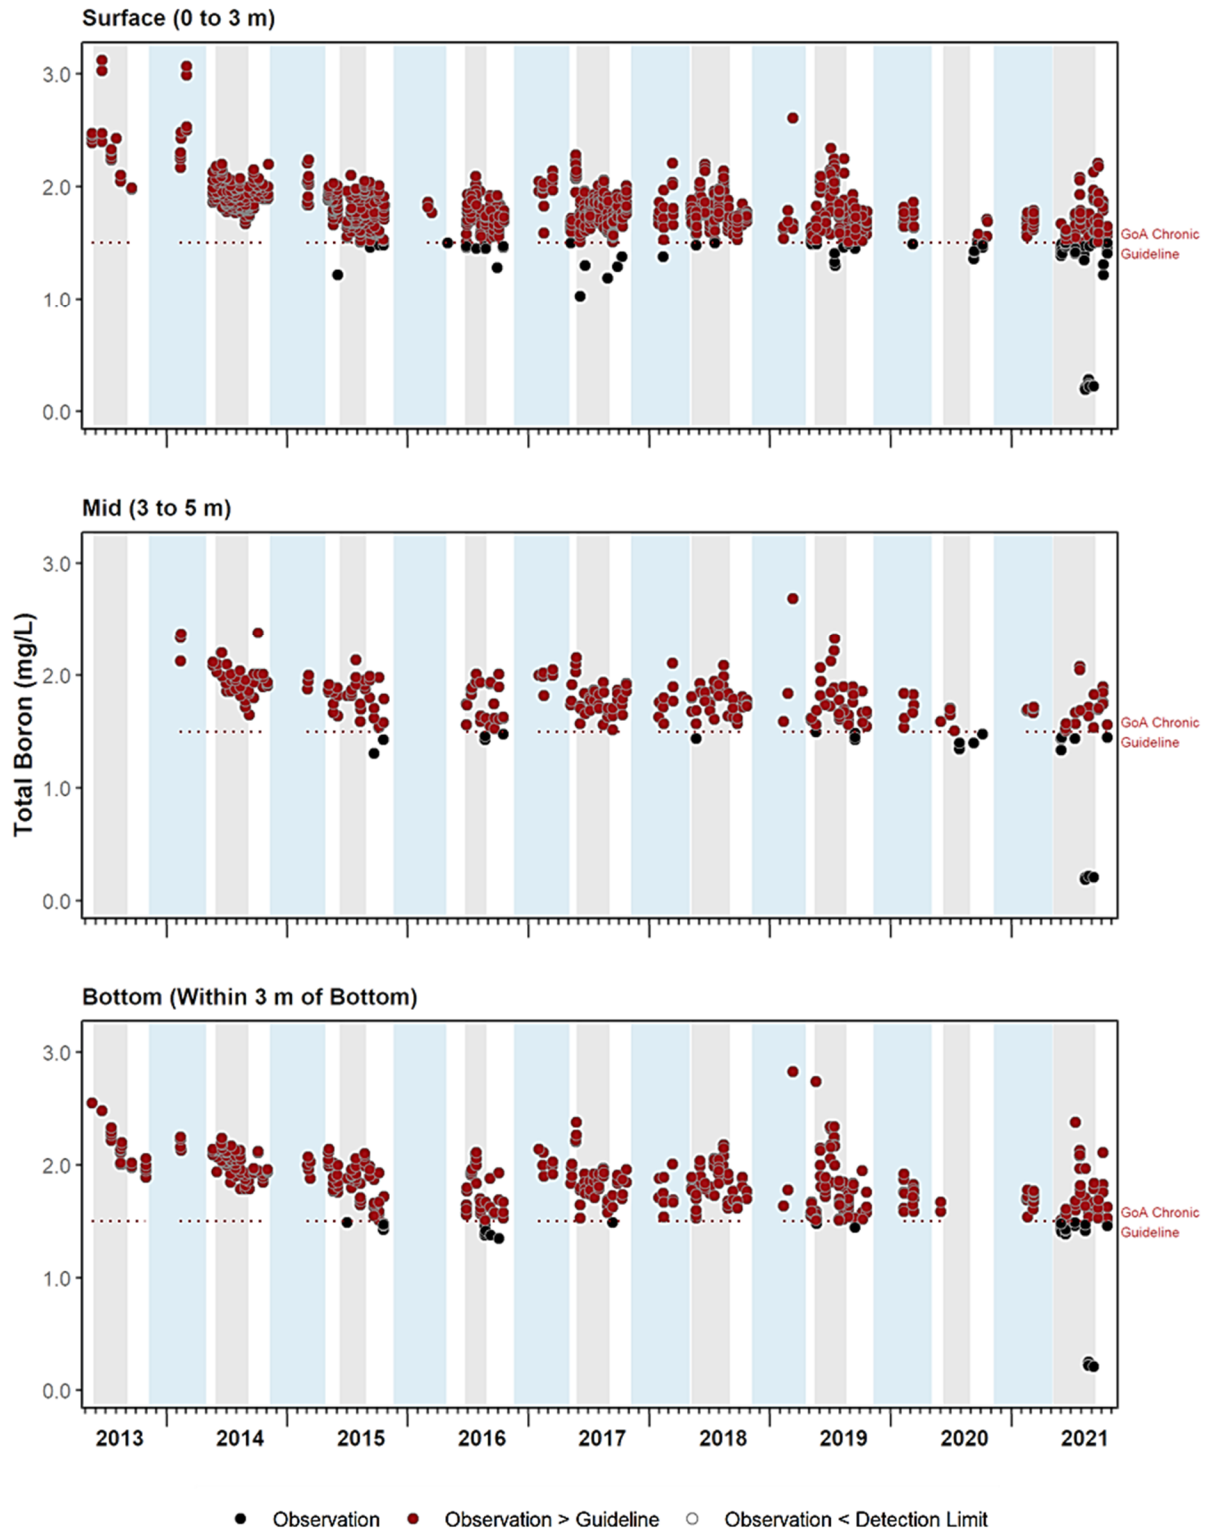 Surface (0 to 3 m)
3.0
2.0
1.0
0.0
GoA Chronic
Guideline
Mid (3 to 5 m)
3.0
2.0
1.0
0.0
GoA Chronic
Guideline
Total Boron (mg/L)
Bottom (Within 3 m of Bottom)
3.0
2.0
1.0
0.0
GoA Chronic
Guideline
2013 2014 2015 2016 2017 2018 2019 2020 2021
Observation Observation > Guideline Observation < Detection Limit